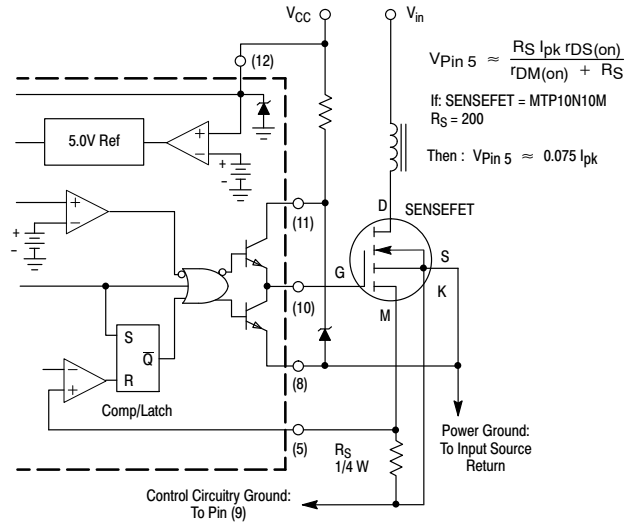 VCC
Vin
(12)
VPin 5 ≈ RS Ipk rDS(on) / rDM(on) + RS
If: SENSEFET = MTP10N10M
RS = 200
Then : VPin 5 ≈ 0.075 Ipk
5.0V Ref
+
-
+
-
+
-
+
-
(11)
D
SENSEFET
S
G
K
(10)
M
S
Q
R
-
+
Comp/Latch
(8)
(5)
RS
1/4 W
Power Ground:
To Input Source
Return
Control Circuitry Ground:
To Pin (9)